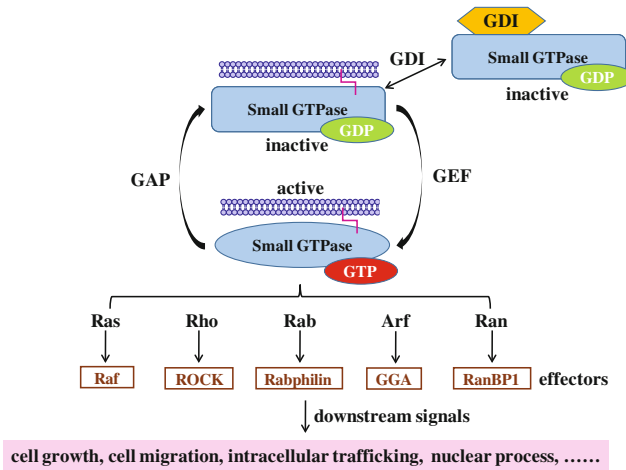 GDI
GDI
Small GTPase
GDP
inactive
Small GTPase
GDP
inactive
GAP
GEF
active
Small GTPase
GTP
Ras Rho Rab Arf Ran
Raf ROCK Rabphilin GGA RanBP1 effectors
downstream signals
cell growth, cell migration, intracellular trafficking, nuclear process, ......